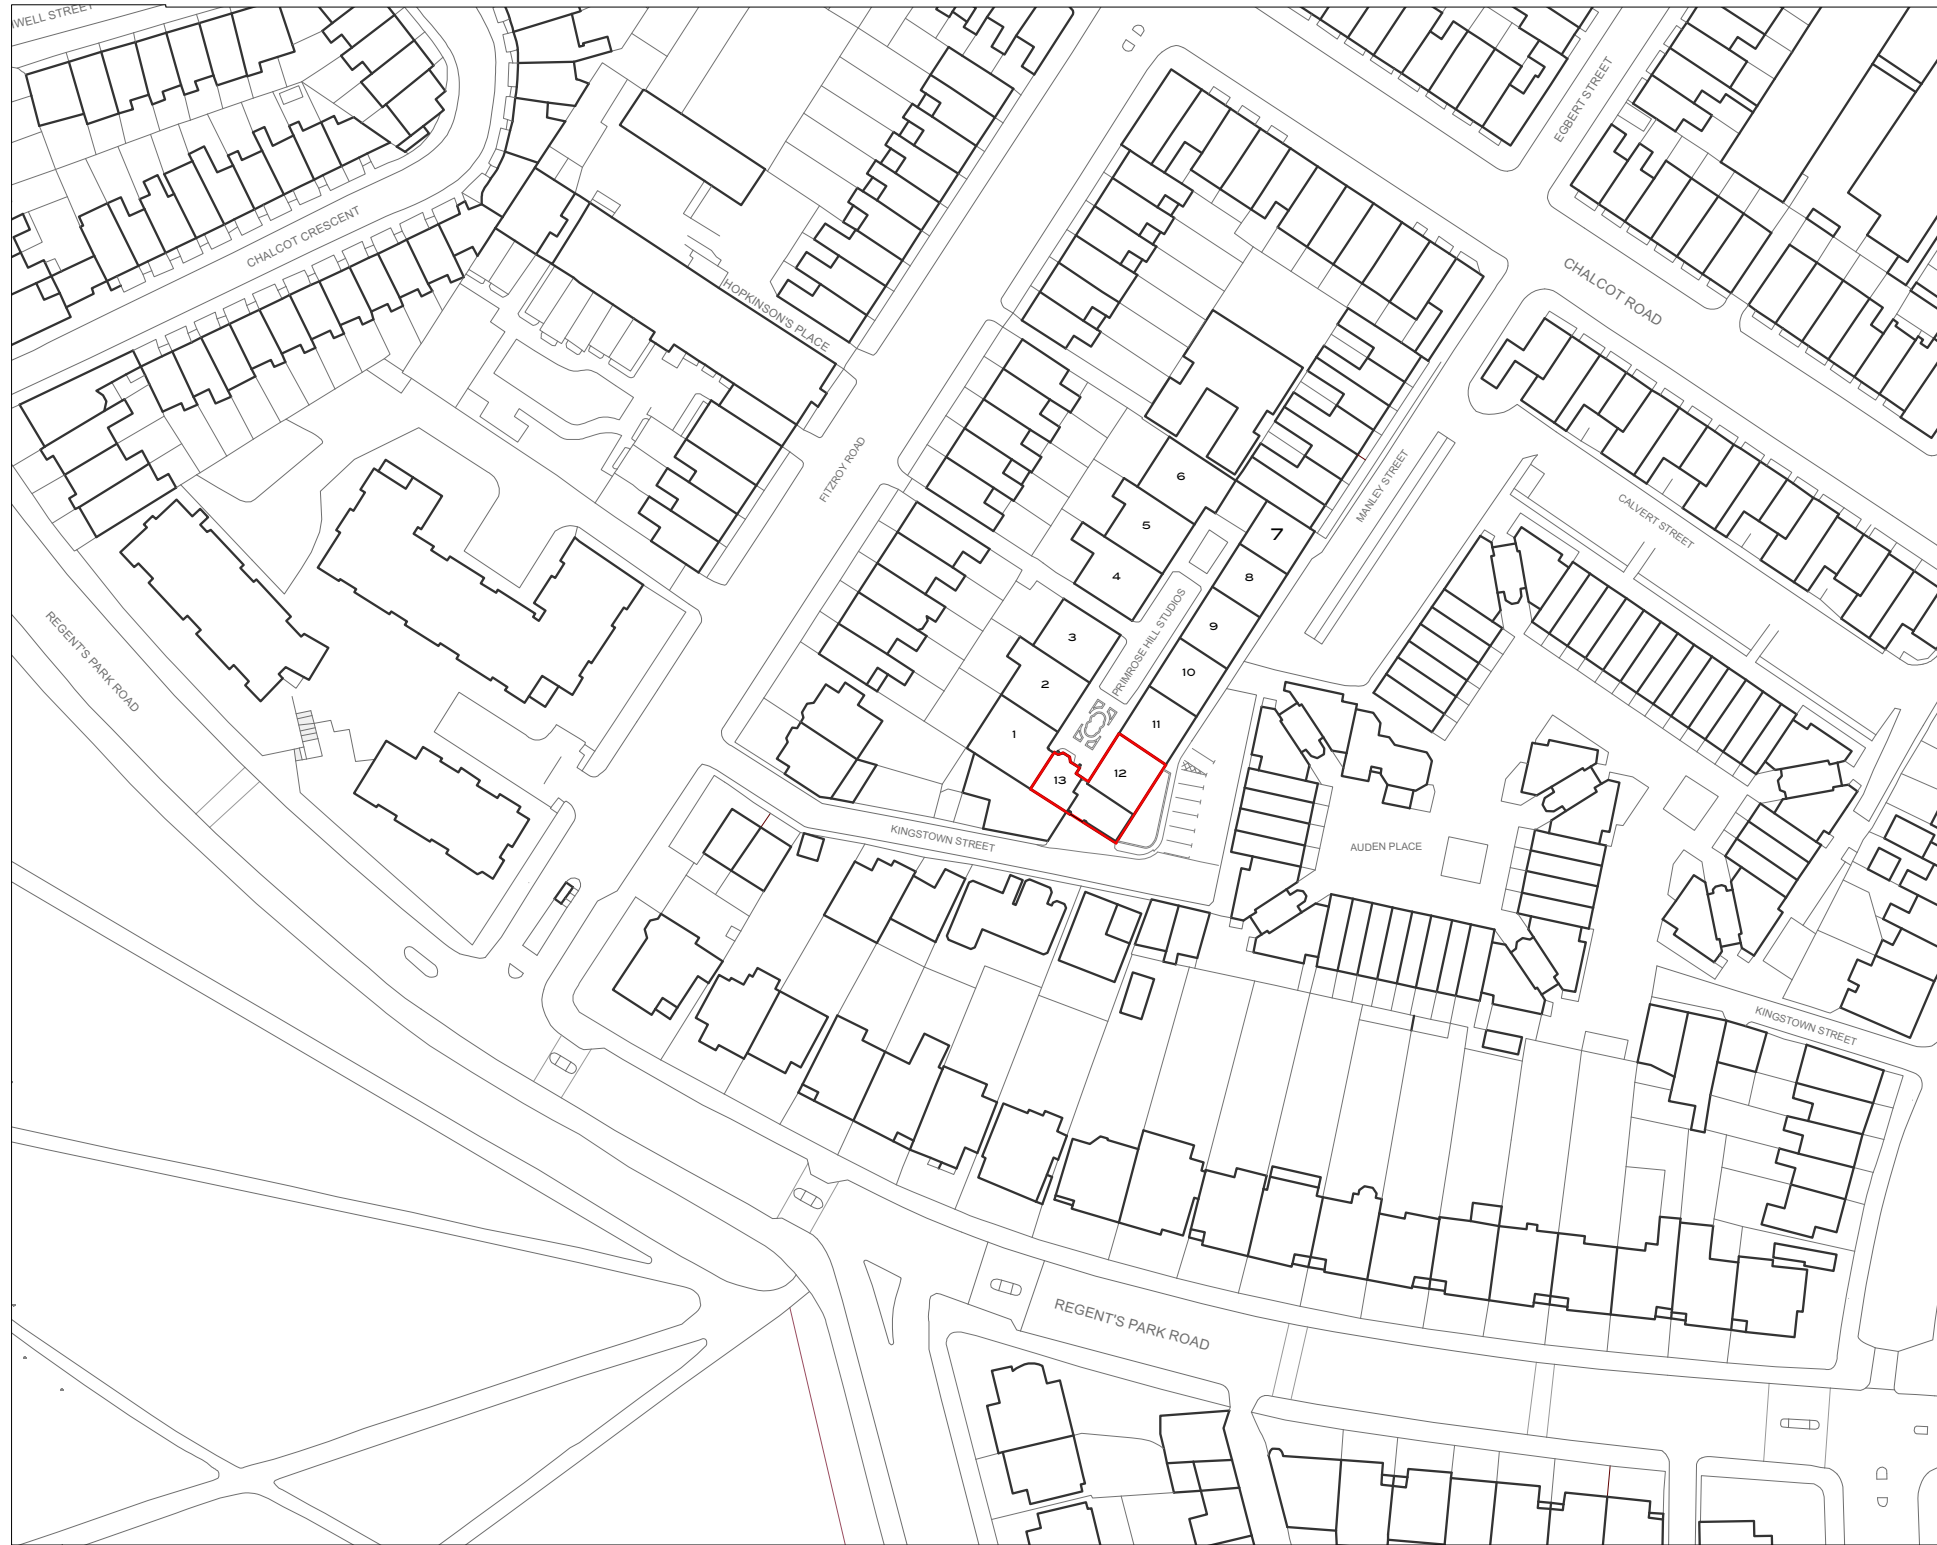 EGBERT STREET
CHALCOT CRESCENT
CHALCOT ROAD
HOPKINSON'S PLACE
FITZROY ROAD
MANLEY STREET
CALVERT STREET
6
5
7
4
8
PRIMROSE HILL STUDIOS
3
9
2
10
1
11
12
13
REGENT'S PARK ROAD
KINGSTOWN STREET
AUDEN PLACE
KINGSTOWN STREET
REGENT'S PARK ROAD